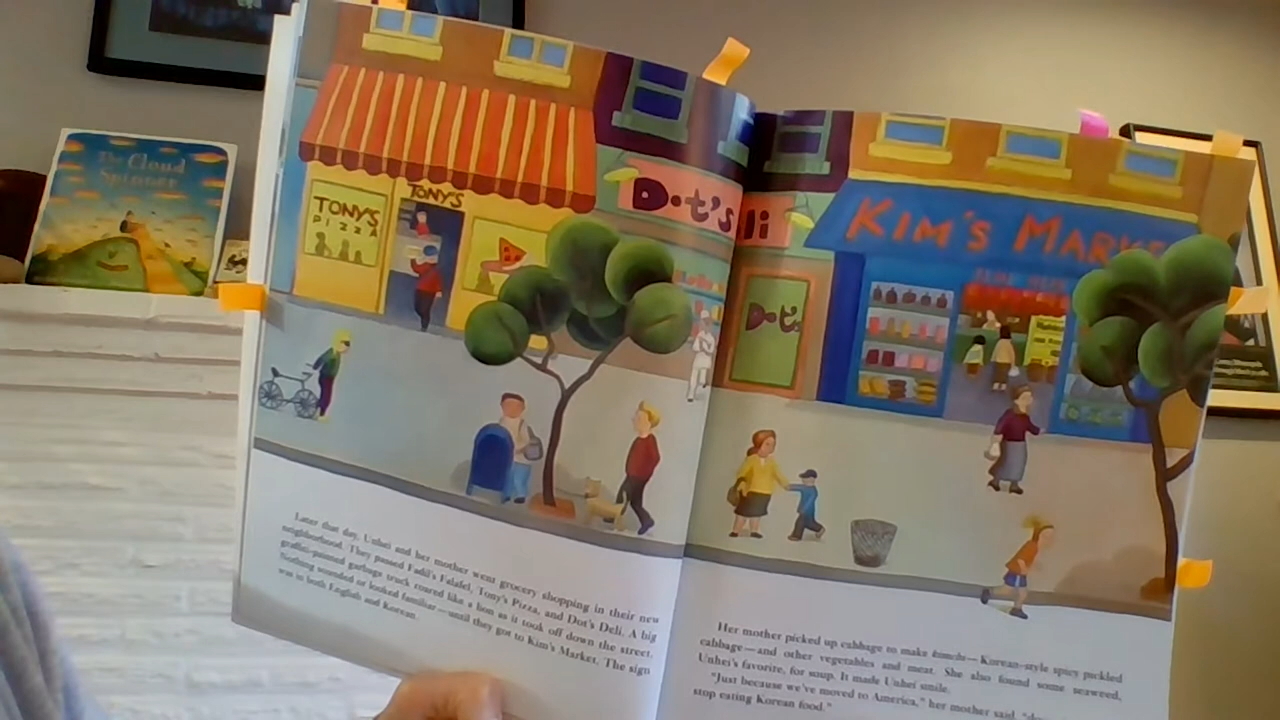 The Cloud
Spinner
TONY'S
TONY'S
PIZZA
Dot's
li
Dot's
KIM'S MARKE
Later that day, Unhei and her mother went grocery shopping in their new
neighborhood. They passed Fadil's Falafel, Tony's Pizza, and Dot's Deli. A big
graffiti-painted garbage truck roared like a lion as it took off down the street.
Nothing sounded or looked familiar—until they got to Kim's Market. The sign
was in both English and Korean.
Her mother picked up cabbage to make kimchi—Korean-style spicy pickled
cabbage—and other vegetables and meat. She also found some seaweed,
Unhei's favorite, for soup. It made Unhei smile.
"Just because we've moved to America," her mother said,
stop eating Korean food."